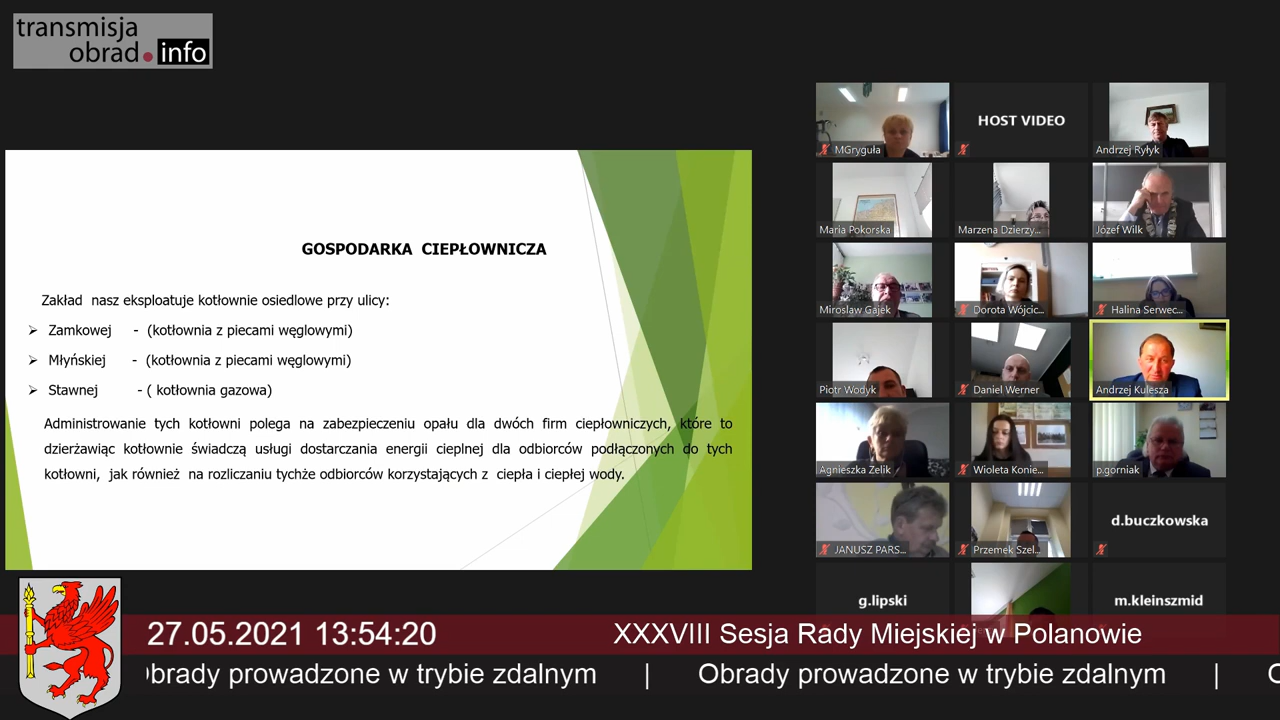 transmisja
obrad.info
GOSPODARKA CIEPŁOWNICZA
Zakład nasz eksploatuje kotłownie osiedlowe przy ulicy:
➢ Zamkowej - (kotłownia z piecami węglowymi)
➢ Młyńskiej - (kotłownia z piecami węglowymi)
➢ Stawnej - ( kotłownia gazowa)
Administrowanie tych kotłowni polega na zabezpieczeniu opału dla dwóch firm ciepłowniczych, które to
dzierżawiąc kotłownie świadczą usługi dostarczania energii cieplnej dla odbiorców podłączonych do tych
kotłowni, jak również na rozliczaniu tychże odbiorców korzystających z ciepła i ciepłej wody.
MGryguła
HOST VIDEO
Andrzej Ryłyk
Maria Pokorska
Marzena Dzierzy...
Józef Wilk
Miroslaw Gajek
Dorota Wójcic...
Halina Serwec...
Piotr Wodyk
Daniel Werner
Andrzej Kulesza
Agnieszka Żelik
Wioleta Konie...
p.gorniak
JANUSZ PARS...
Przemek Szel...
d.buczkowska
g.lipski
m.kleinszmid
27.05.2021 13:54:20
XXXVIII Sesja Rady Miejskiej w Polanowie
Obrady prowadzone w trybie zdalnym | Obrady prowadzone w trybie zdalnym |